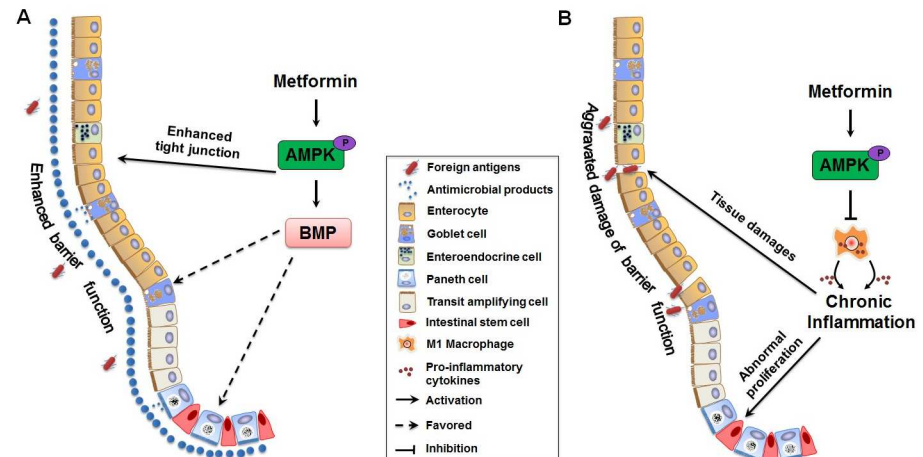 A
Metformin
Enhanced
tight junction
AMPK
P
BMP
Enhanced barrier function
Foreign antigens
Antimicrobial products
Enterocyte
Goblet cell
Enteroendocrine cell
Paneth cell
Transit amplifying cell
Intestinal stem cell
M1 Macrophage
Pro-inflammatory
cytokines
Activation
Favored
Inhibition
B
Metformin
AMPK
P
Aggravated damage of barrier function
Tissue damages
Chronic
Inflammation
Abnormal
proliferation